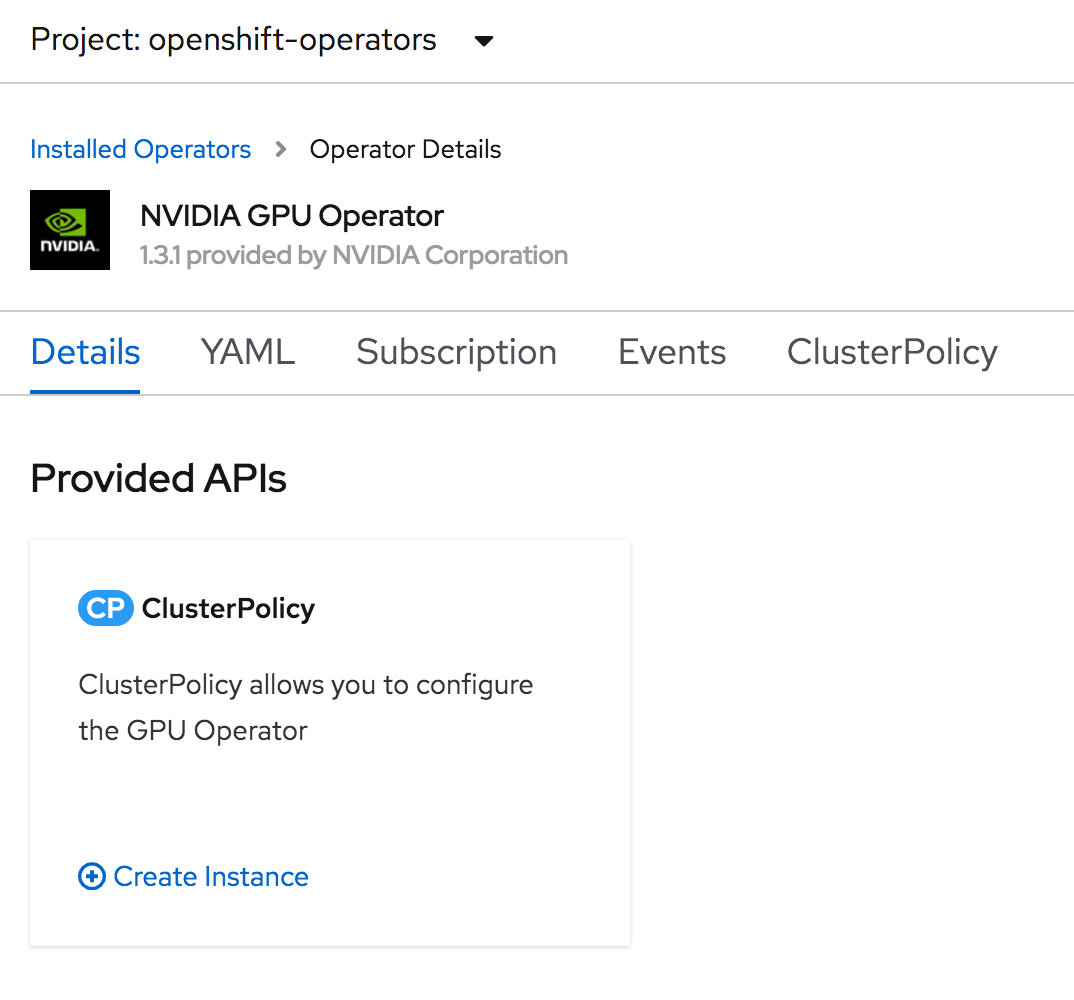 Project: openshift-operators
Installed Operators > Operator Details
NVIDIA GPU Operator
NVIDIA.
1.3.1 provided by NVIDIA Corporation
Details YAML Subscription Events ClusterPolicy
Provided APIs
CP ClusterPolicy
ClusterPolicy allows you to configure
the GPU Operator
Create Instance